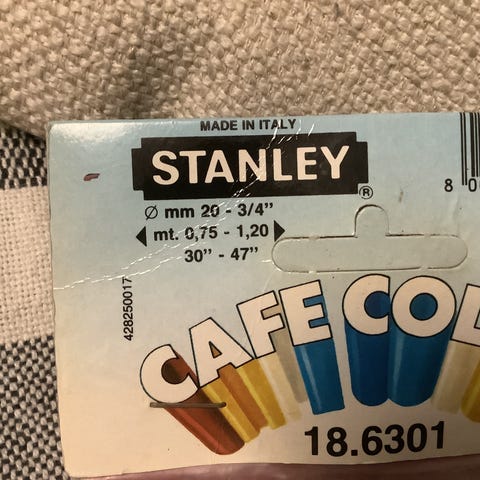 MADE IN ITALY
STANLEY
®
Ø mm 20 - 3/4"
mt. 0,75 - 1,20
30" - 47"
428250017
CAFE COL
18.6301